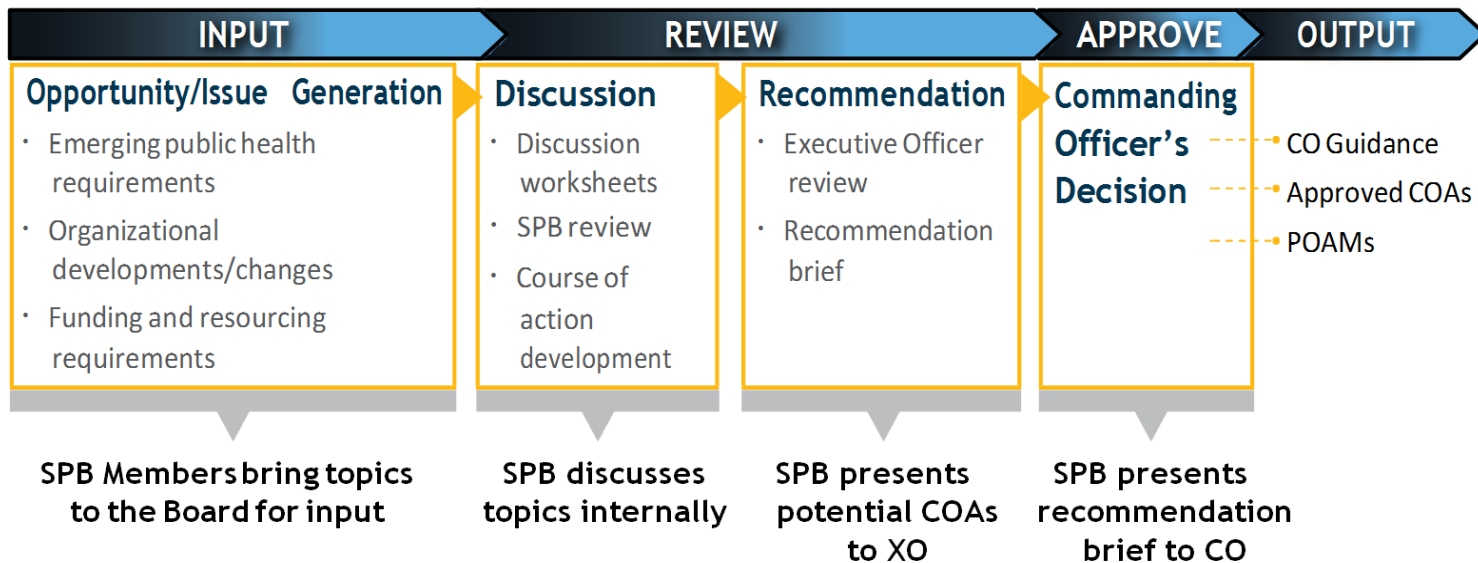 INPUT
REVIEW
APPROVE
OUTPUT
Opportunity/Issue Generation
· Emerging public health
requirements
· Organizational
developments/changes
· Funding and resourcing
requirements
Discussion
· Discussion
worksheets
· SPB review
· Course of
action
development
Recommendation
· Executive Officer
review
· Recommendation
brief
Commanding
Officer's
Decision
CO Guidance
Approved COAs
POAMs
SPB Members bring topics
to the Board for input
SPB discusses
topics internally
SPB presents
potential COAs
to XO
SPB presents
recommendation
brief to CO